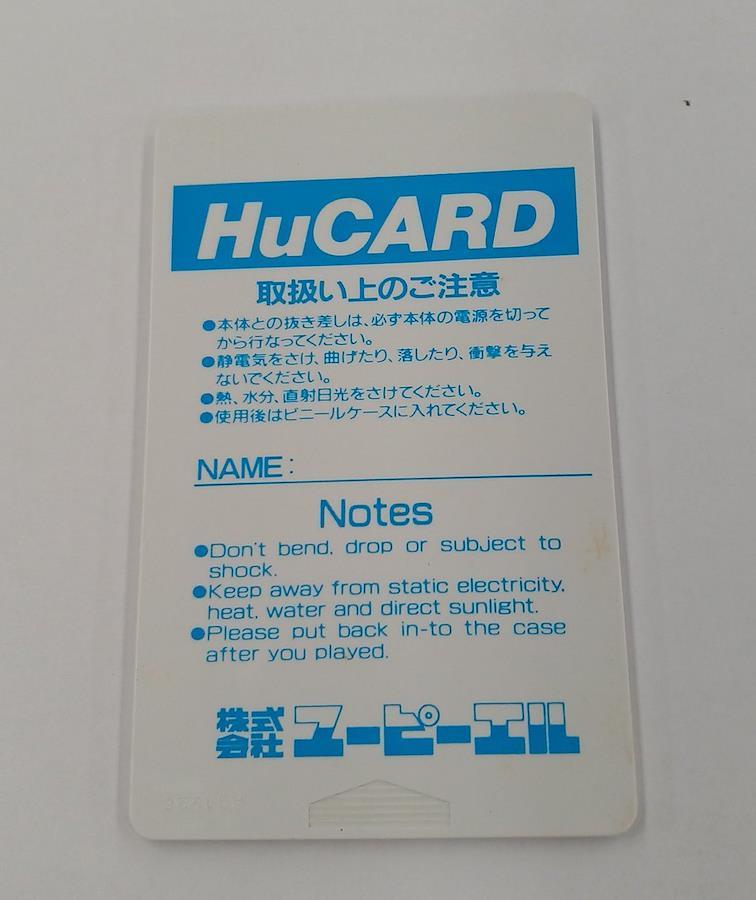 HuCARD
取扱い上のご注意
●本体との抜き差しは、必ず本体の電源を切って
から行なってください。
●静電気をさけ、曲げたり、落したり、衝撃を与え
ないでください。
●熱、水分、直射日光をさけてください。
●使用後はビニールケースに入れてください。
NAME:
Notes
●Don't bend, drop or subject to
shock.
●Keep away from static electricity,
heat, water and direct sunlight.
●Please put back in-to the case
after you played.
株式会社 ユーピーエル